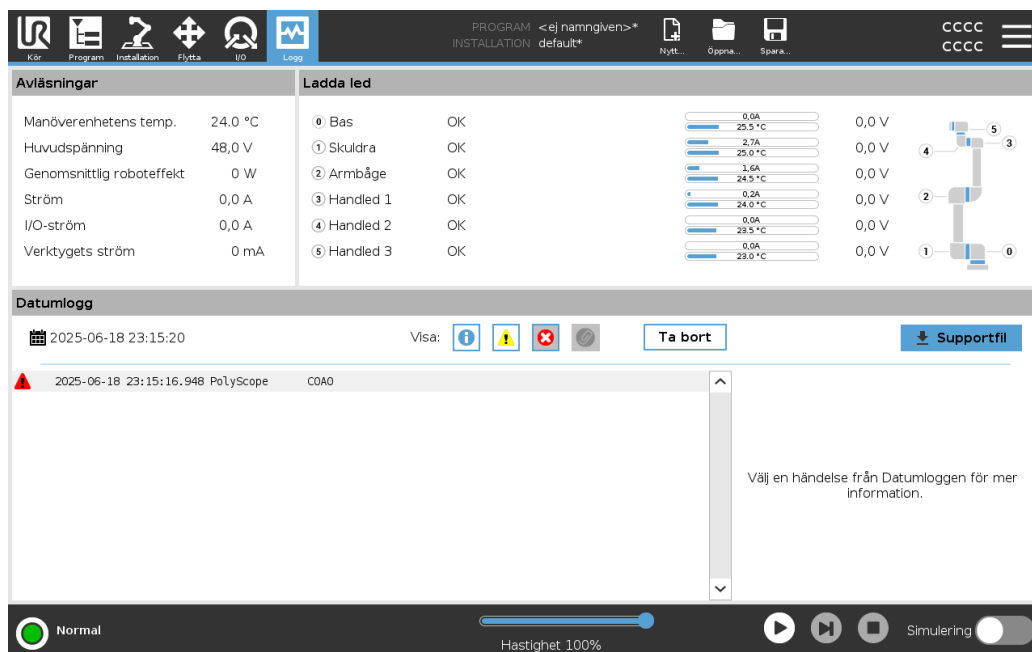 PROGRAM <ej namngiven>*
INSTALLATION default*
CCCC
CCCC
Kör
Program
Installation
Flytta
I/O
Logg
Nytt...
Öppna...
Spara...
Avläsningar
Manöverenhetens temp. 24.0 °C
Huvudspänning 48,0 V
Genomsnittlig roboteffekt 0 W
Ström 0,0 A
I/O-ström 0,0 A
Verktygets ström 0 mA
Ladda led
0 Bas OK 0,0A 25.5 °C 0,0 V
1 Skuldra OK 2,7A 25.0 °C 0,0 V
2 Armbåge OK 1,6A 24.5 °C 0,0 V
3 Handled 1 OK 0,2A 24.0 °C 0,0 V
4 Handled 2 OK 0,0A 23.5 °C 0,0 V
5 Handled 3 OK 0,0A 23.0 °C 0,0 V
5
3
4
2
1
0
Datumlogg
2025-06-18 23:15:20
Visa:
Ta bort
Supportfil
2025-06-18 23:15:16.948 PolyScope C0A0
Välj en händelse från Datumloggen för mer
information.
Normal
Hastighet 100%
Simulering